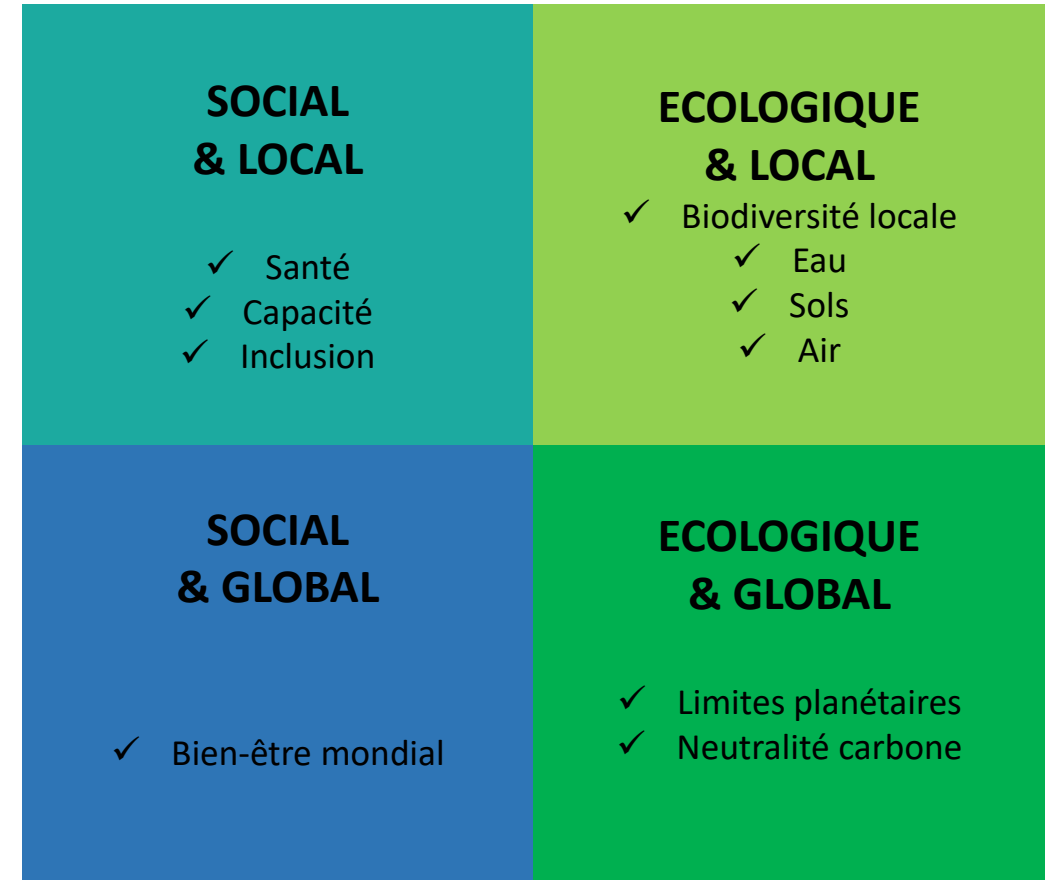 SOCIAL
& LOCAL
✓ Santé
✓ Capacité
✓ Inclusion
ECOLOGIQUE
& LOCAL
✓ Biodiversité locale
✓ Eau
✓ Sols
✓ Air
SOCIAL
& GLOBAL
✓ Bien-être mondial
ECOLOGIQUE
& GLOBAL
✓ Limites planétaires
✓ Neutralité carbone